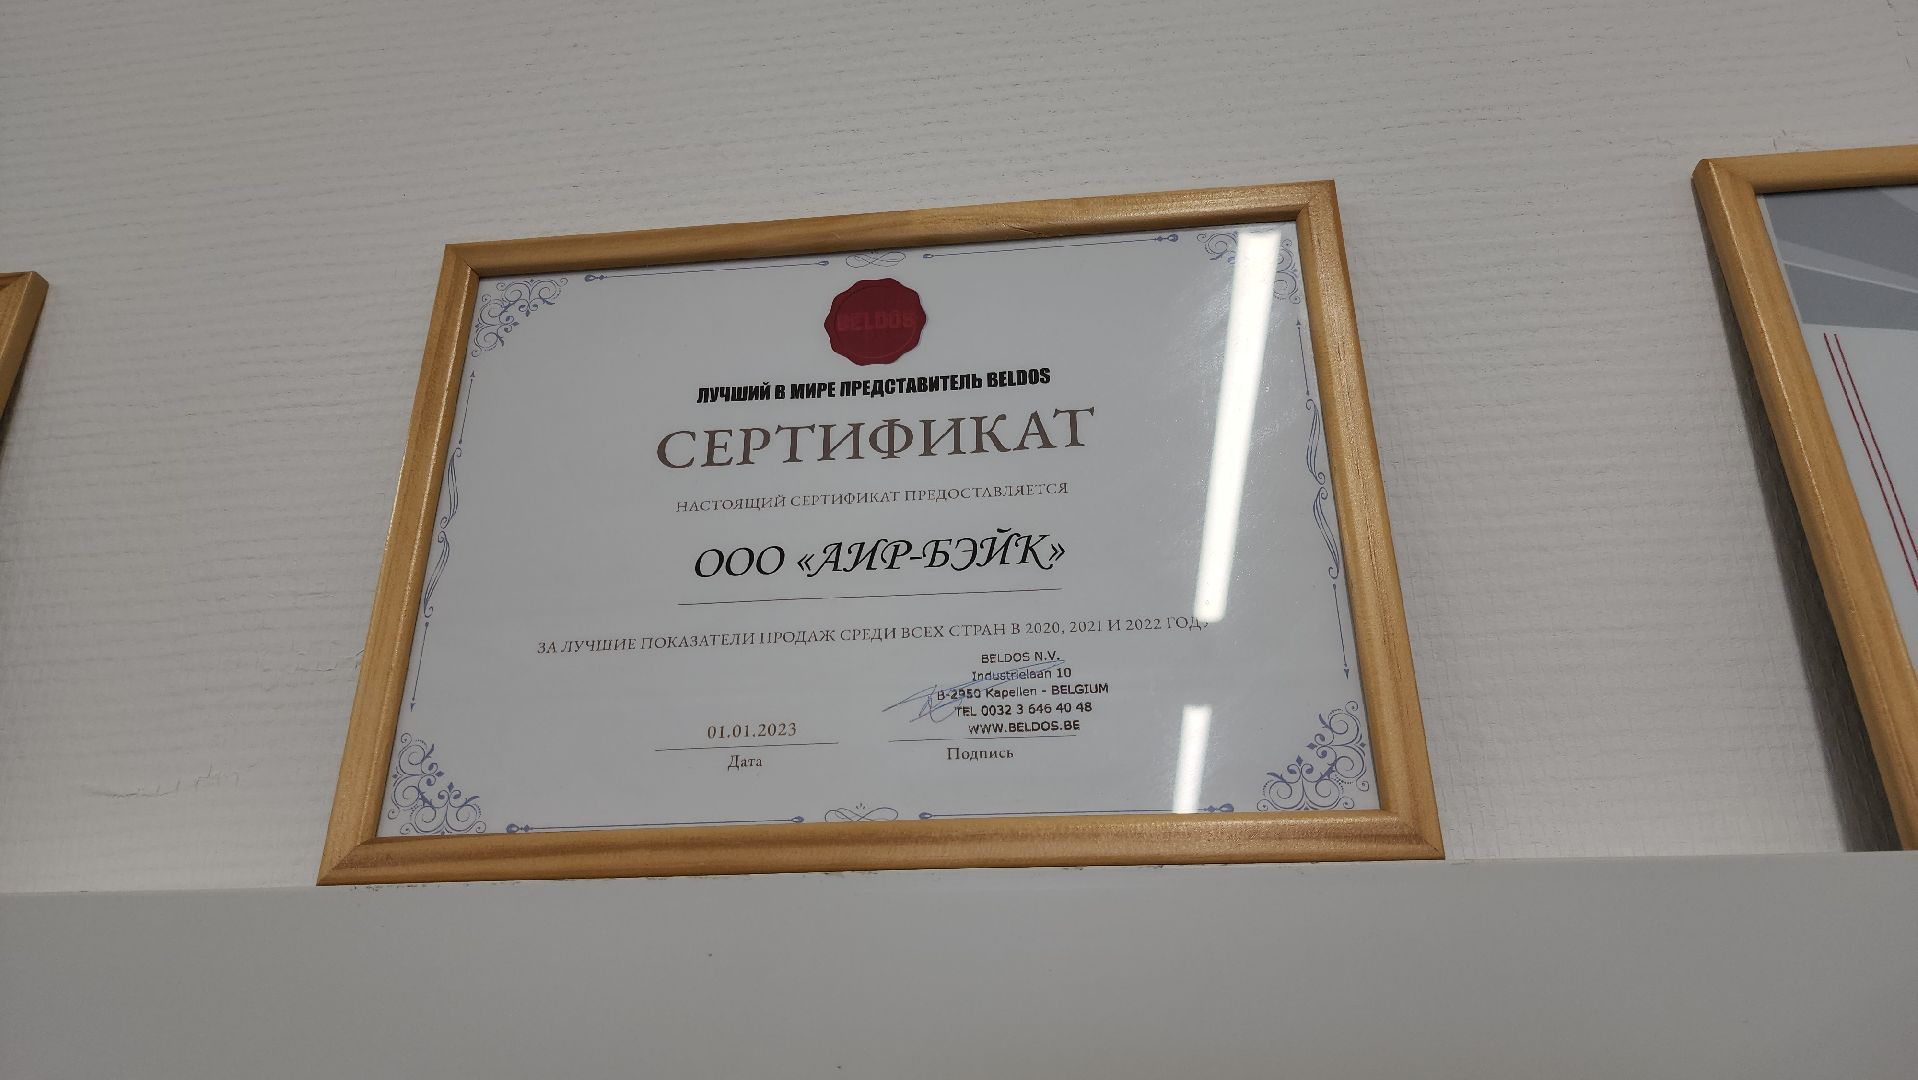 BELDOS
ЛУЧШИЙ В МИРЕ ПРЕДСТАВИТЕЛЬ BELDOS
СЕРТИФИКАТ
НАСТОЯЩИЙ СЕРТИФИКАТ ПРЕДОСТАВЛЯЕТСЯ
ООО «АИР-БЭЙК»
ЗА ЛУЧШИЕ ПОКАЗАТЕЛИ ПРОДАЖ СРЕДИ ВСЕХ СТРАН В 2020, 2021 И 2022 ГОДУ
BELDOS N.V.
Industrielaan 10
B-2950 Kapellen - BELGIUM
TEL 0032 3 646 40 48
WWW.BELDOS.BE
01.01.2023
Дата
Подпись